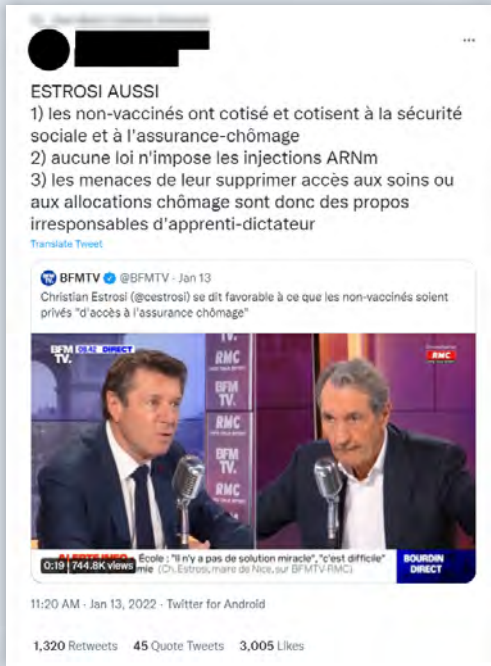 ESTROSI AUSSI
1) les non-vaccinés ont cotisé et cotisent à la sécurité
sociale et à l'assurance-chômage
2) aucune loi n'impose les injections ARNm
3) les menaces de leur supprimer accès aux soins ou
aux allocations chômage sont donc des propos
irresponsables d'apprenti-dictateur
Translate Tweet
BFMTV @BFMTV · Jan 13
Christian Estrosi (@cestrosi) se dit favorable à ce que les non-vaccinés soient
privés "d'accès à l'assurance chômage"
BFM TV. DIRECT
RMC
RMC
BFM
TV.
RMC
BFM
TV.
RMC
École : "Il n'y a pas de solution miracle", "c'est difficile"
(Ch. Estrosi, maire de Nice, sur BFMTV-RMC)
0:19 744.8K views
BOURDIN
DIRECT
11:20 AM · Jan 13, 2022 · Twitter for Android
1,320 Retweets 45 Quote Tweets 3,005 Likes